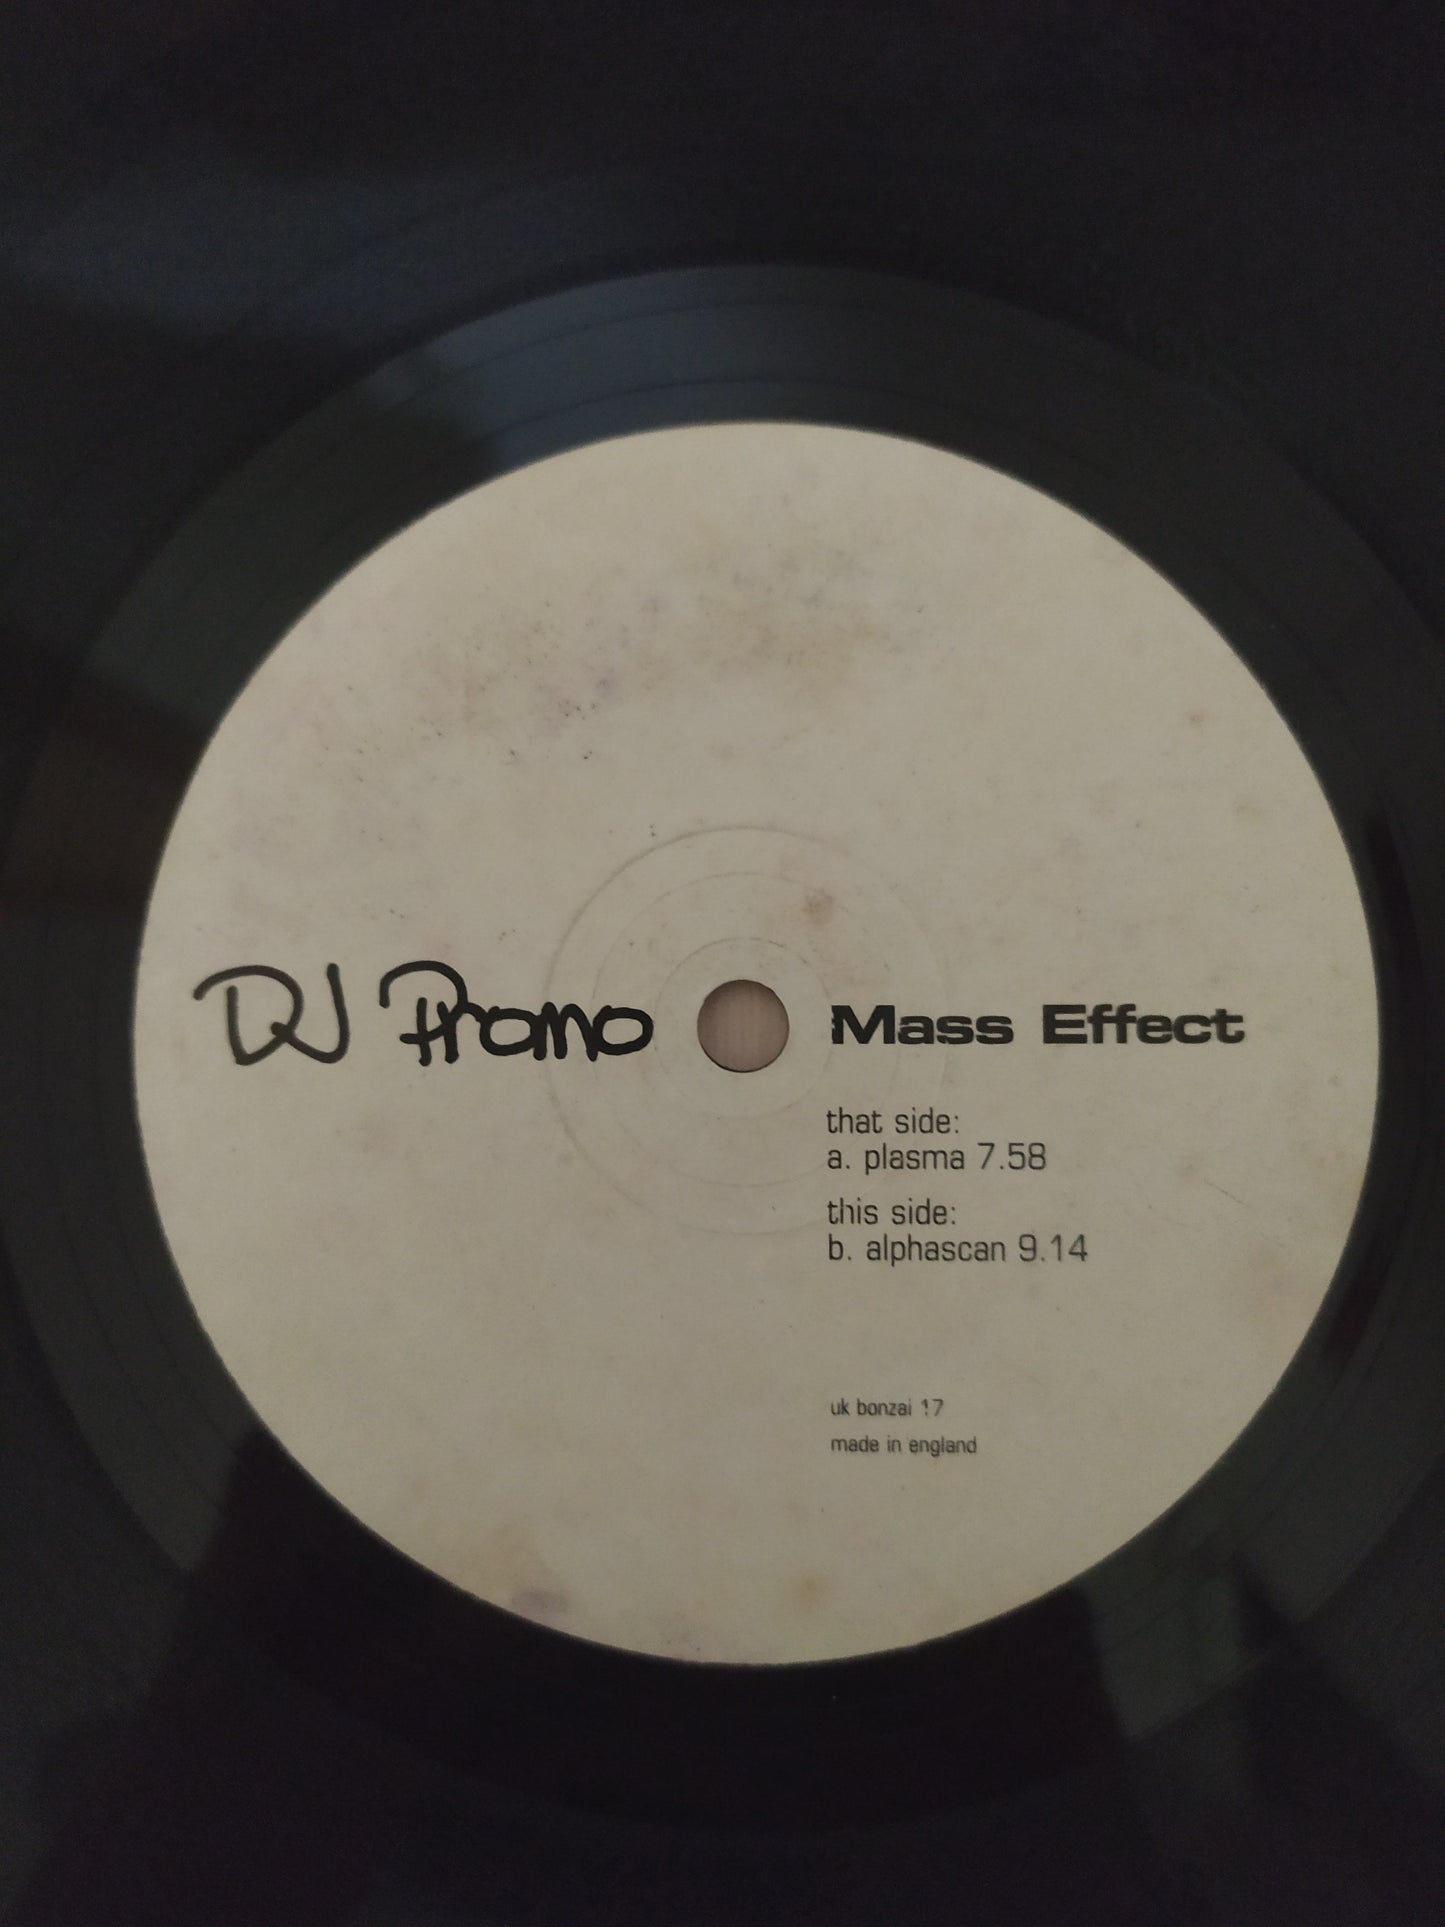 DJ Promo
Mass Effect
that side:
a. plasma 7.58
this side:
b. alphascan 9.14
uk bonzai 17
made in england